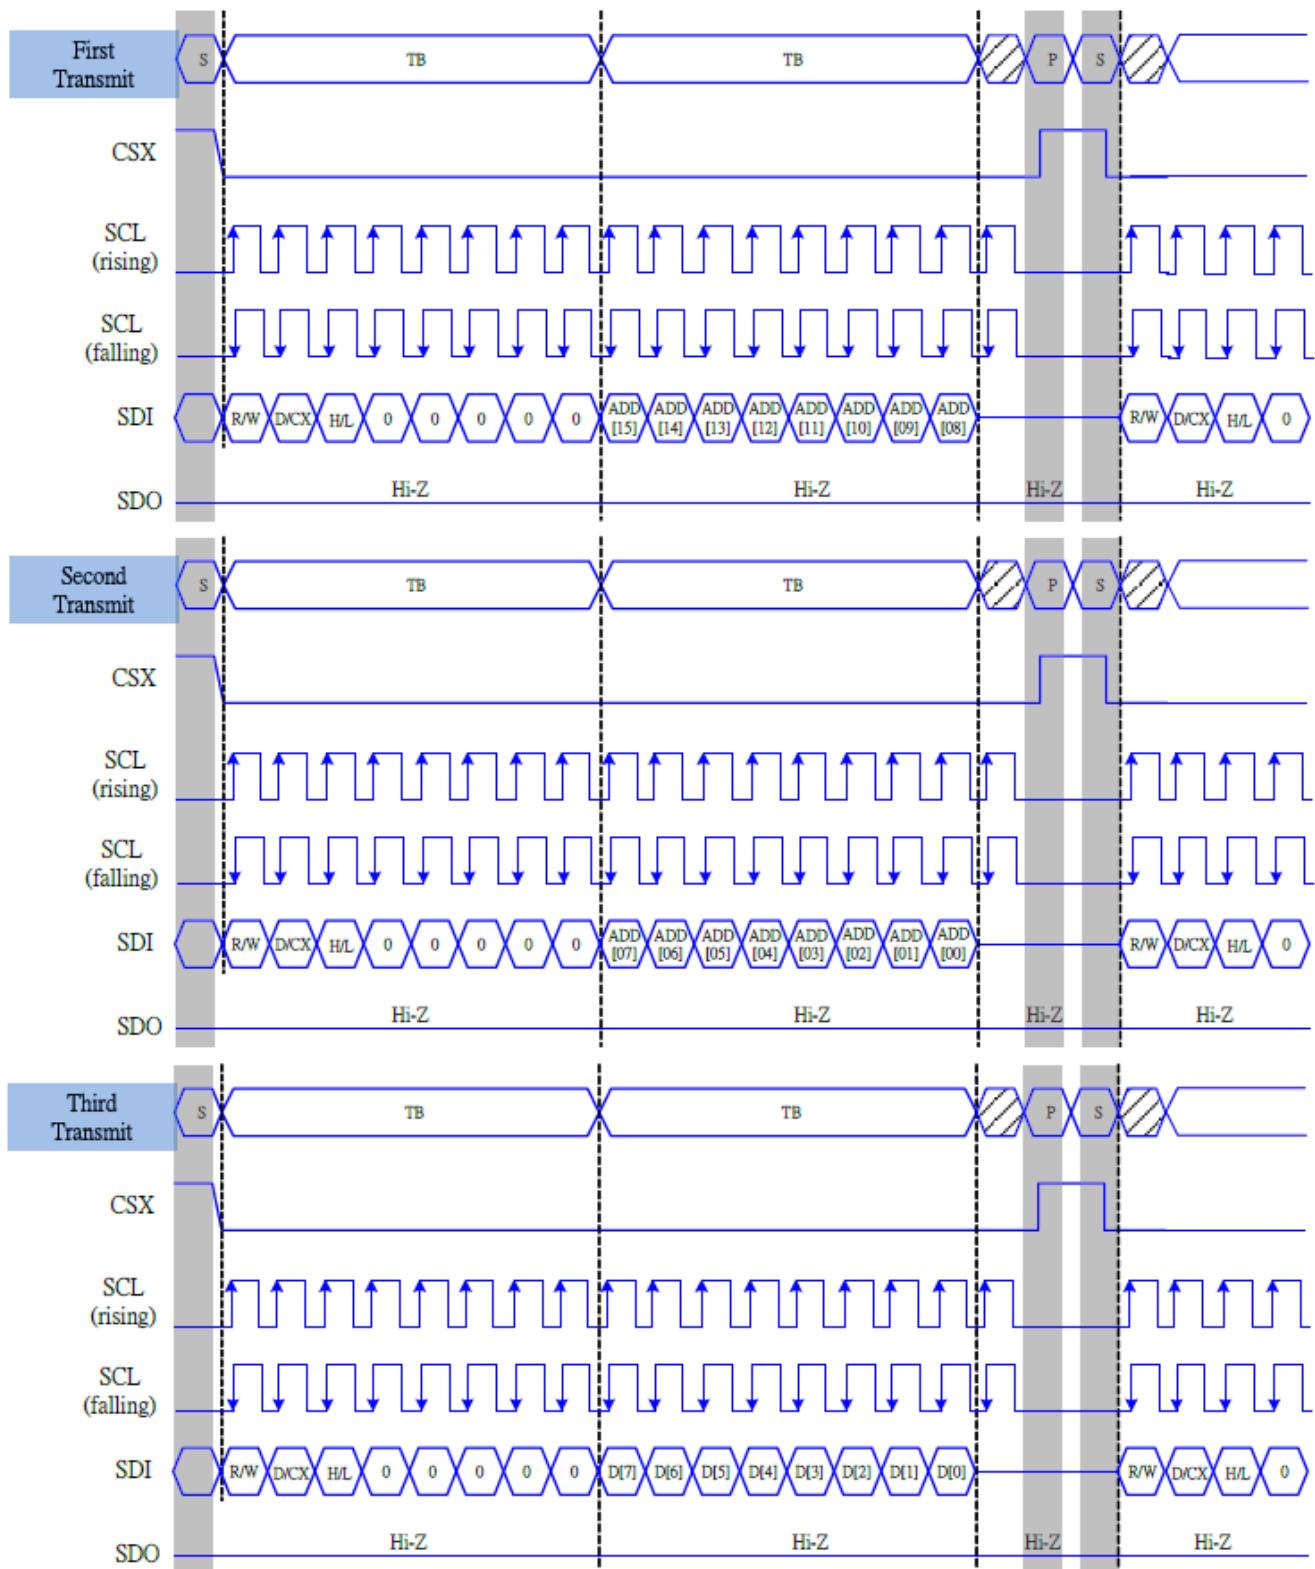 First
Transmit
S TB TB P S
CSX
SCL
(rising)
SCL
(falling)
SDI R/W D/CX H/L 0 0 0 0 0 ADD [15] ADD [14] ADD [13] ADD [12] ADD [11] ADD [10] ADD [09] ADD [08] R/W D/CX H/L 0
SDO Hi-Z Hi-Z Hi-Z Hi-Z
Second
Transmit
S TB TB P S
CSX
SCL
(rising)
SCL
(falling)
SDI R/W D/CX H/L 0 0 0 0 0 ADD [07] ADD [06] ADD [05] ADD [04] ADD [03] ADD [02] ADD [01] ADD [00] R/W D/CX H/L 0
SDO Hi-Z Hi-Z Hi-Z Hi-Z
Third
Transmit
S TB TB P S
CSX
SCL
(rising)
SCL
(falling)
SDI R/W D/CX H/L 0 0 0 0 0 D[7] D[6] D[5] D[4] D[3] D[2] D[1] D[0] R/W D/CX H/L 0
SDO Hi-Z Hi-Z Hi-Z Hi-Z